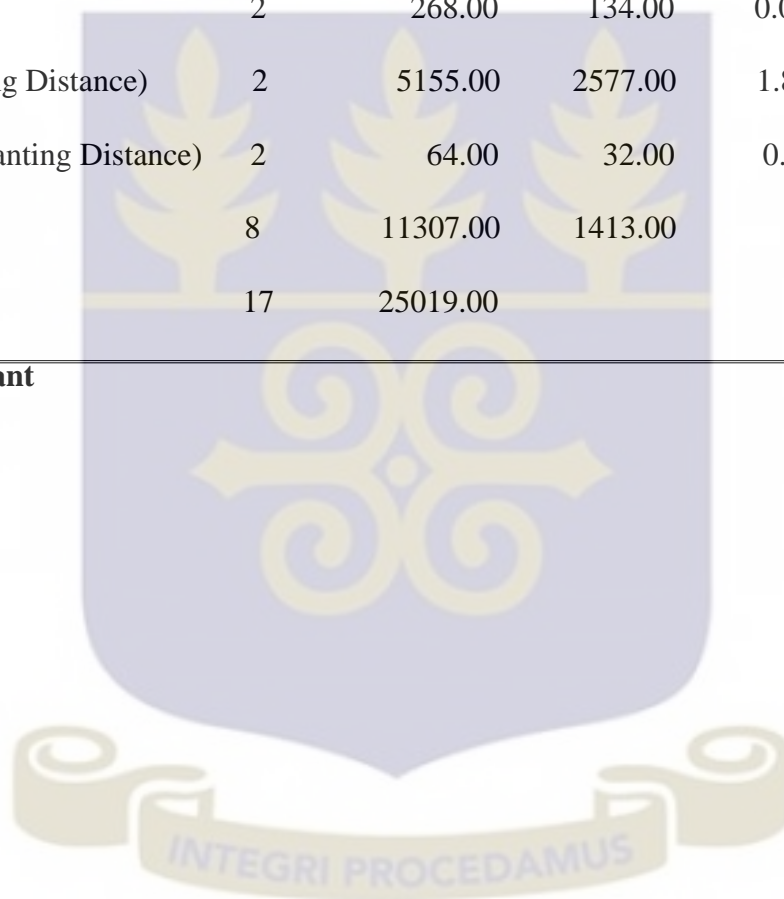 2 268.00 134.00 0.0
ng Distance) 2 5155.00 2577.00 1.8
anting Distance) 2 64.00 32.00 0.
8 11307.00 1413.00
17 25019.00
ant
INTEGRI PROCEDAMUS